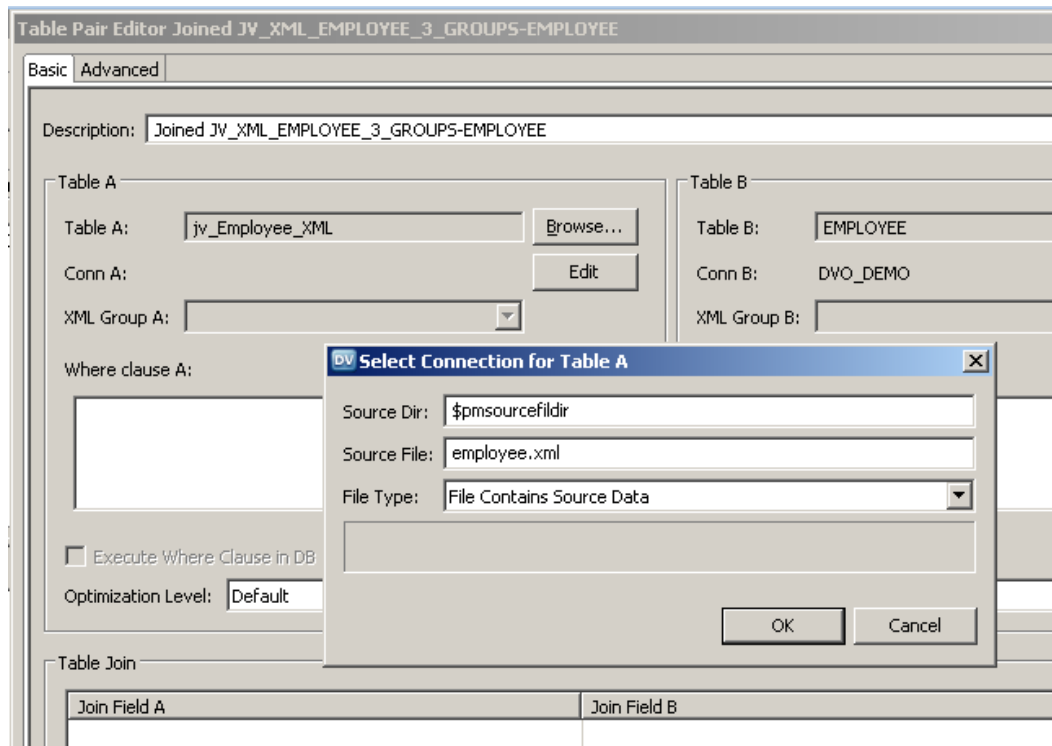 Table Pair Editor Joined JV_XML_EMPLOYEE_3_GROUPS-EMPLOYEE
Basic Advanced
Description: Joined JV_XML_EMPLOYEE_3_GROUPS-EMPLOYEE
Table A Table B
Table A: jv_Employee_XML Browse... Table B: EMPLOYEE
Conn A: Edit Conn B: DVO_DEMO
XML Group A: XML Group B:
Where clause A:
DV Select Connection for Table A
Source Dir: $pmsourcefildir
Source File: employee.xml
File Type: File Contains Source Data
Execute Where Clause in DB
Optimization Level: Default
OK Cancel
Table Join
Join Field A Join Field B